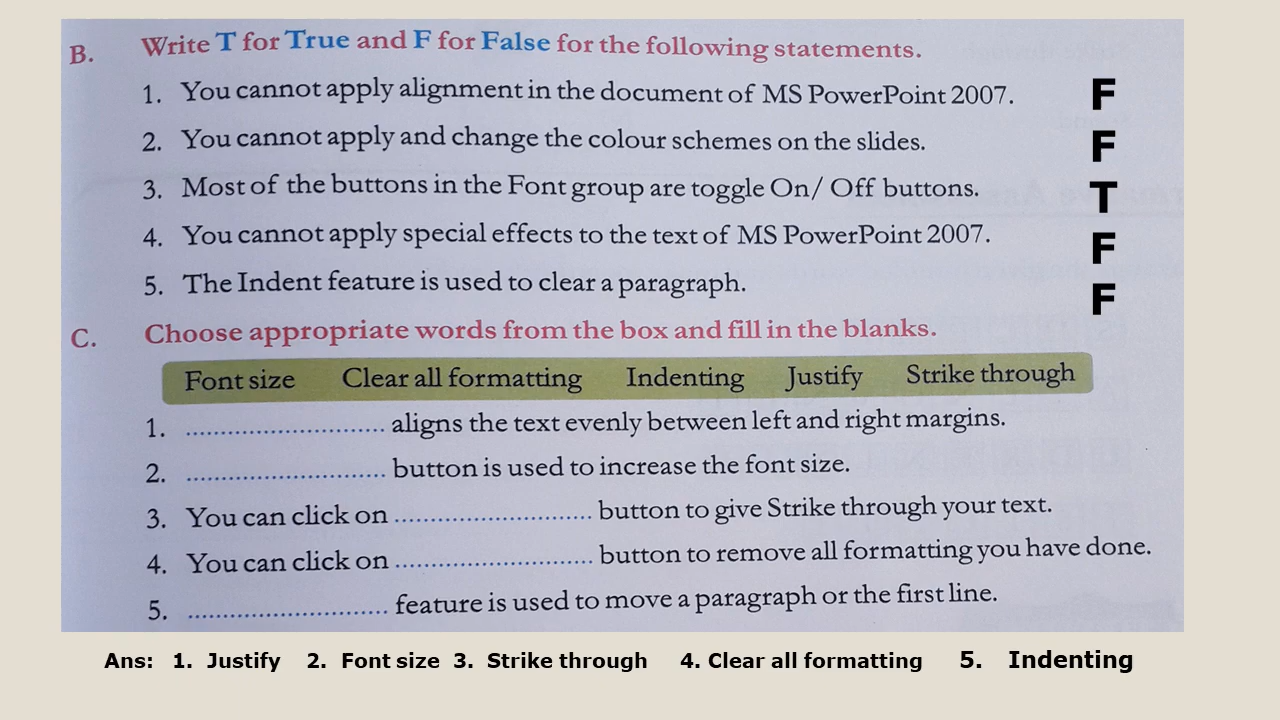 B. Write T for True and F for False for the following statements.
1. You cannot apply alignment in the document of MS PowerPoint 2007. F
2. You cannot apply and change the colour schemes on the slides. F
3. Most of the buttons in the Font group are toggle On/ Off buttons. T
4. You cannot apply special effects to the text of MS PowerPoint 2007. F
5. The Indent feature is used to clear a paragraph. F
C. Choose appropriate words from the box and fill in the blanks.
Font size Clear all formatting Indenting Justify Strike through
1. .............................. aligns the text evenly between left and right margins.
2. .............................. button is used to increase the font size.
3. You can click on .............................. button to give Strike through your text.
4. You can click on .............................. button to remove all formatting you have done.
5. .............................. feature is used to move a paragraph or the first line.
Ans: 1. Justify 2. Font size 3. Strike through 4. Clear all formatting 5. Indenting